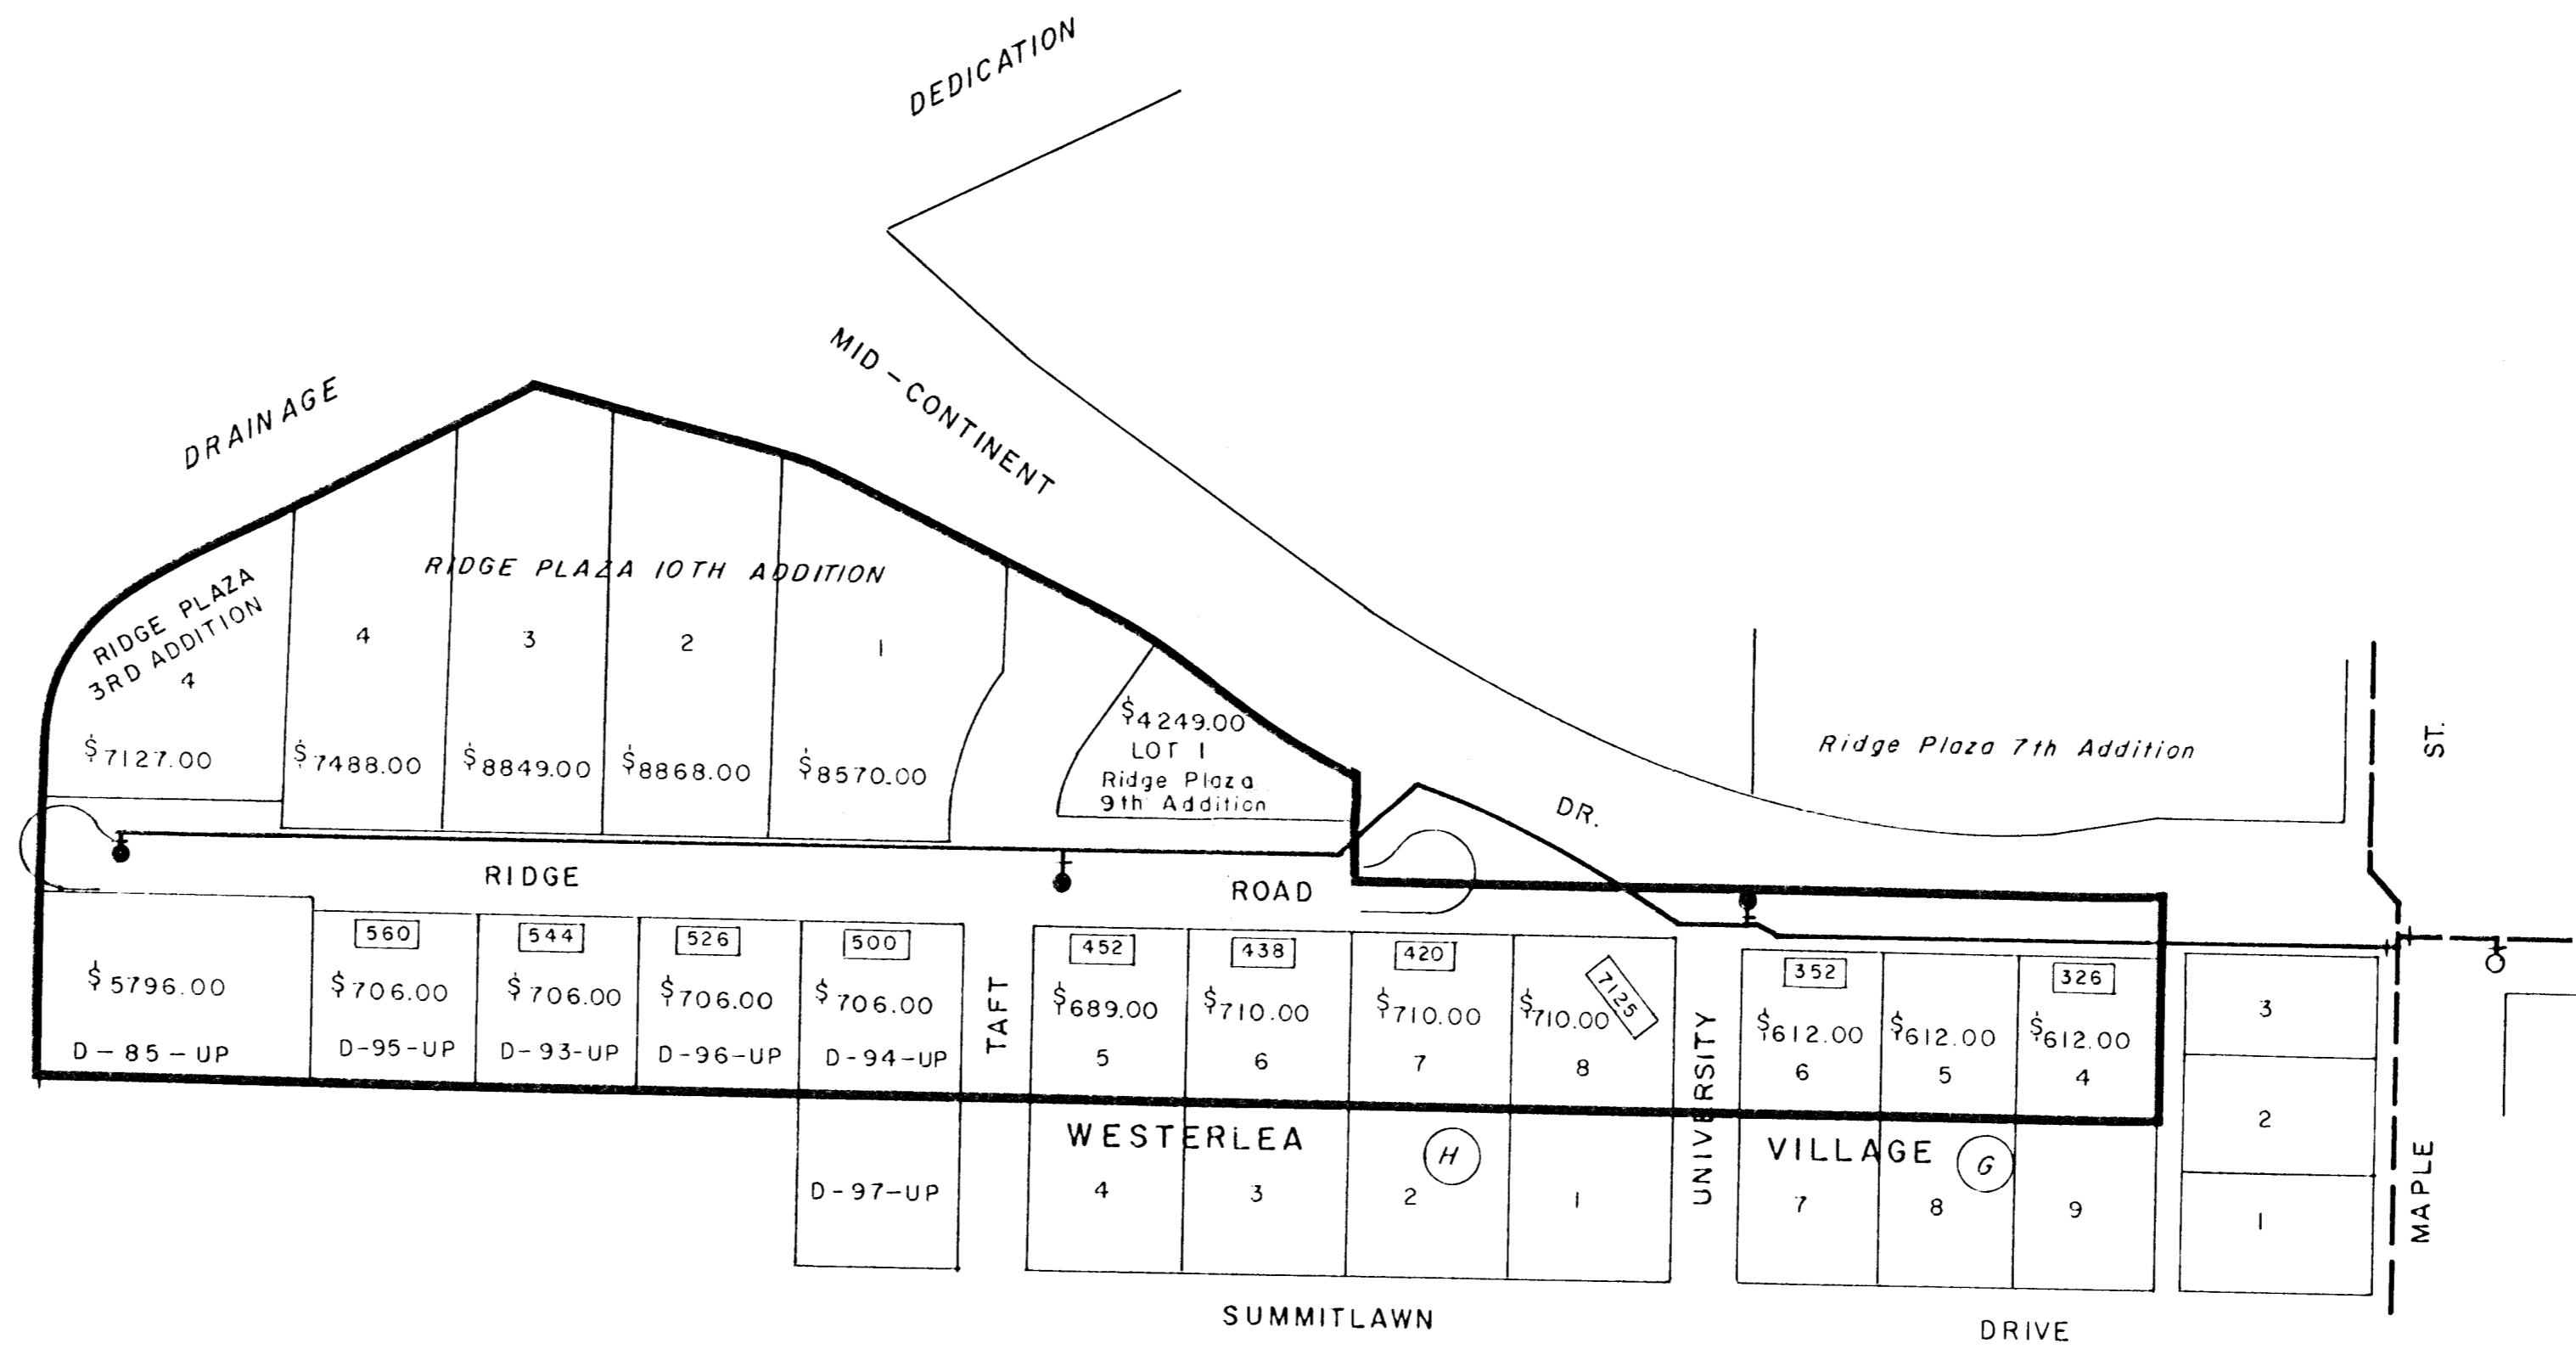 DEDICATION
DRAINAGE
MID-CONTINENT
DR.
RIDGE PLAZA
3RD ADDITION
4
$7127.00
RIDGE PLAZA 10TH ADDITION
4
3
2
1
$7488.00
$8849.00
$8868.00
$8570.00
$4249.00
LOT 1
Ridge Plaza
9th Addition
Ridge Plaza 7th Addition
ST.
RIDGE
ROAD
$5796.00
D-85-UP
560
$706.00
D-95-UP
544
$706.00
D-93-UP
526
$706.00
D-96-UP
500
$706.00
D-94-UP
TAFT
452
$689.00
5
438
$710.00
6
420
$710.00
7
7125
$710.00
8
UNIVERSITY
352
$612.00
6
$612.00
5
326
$612.00
4
3
2
1
MAPLE
WESTERLEA
H
VILLAGE
G
D-97-UP
4
3
2
1
7
8
9
SUMMITLAWN
DRIVE